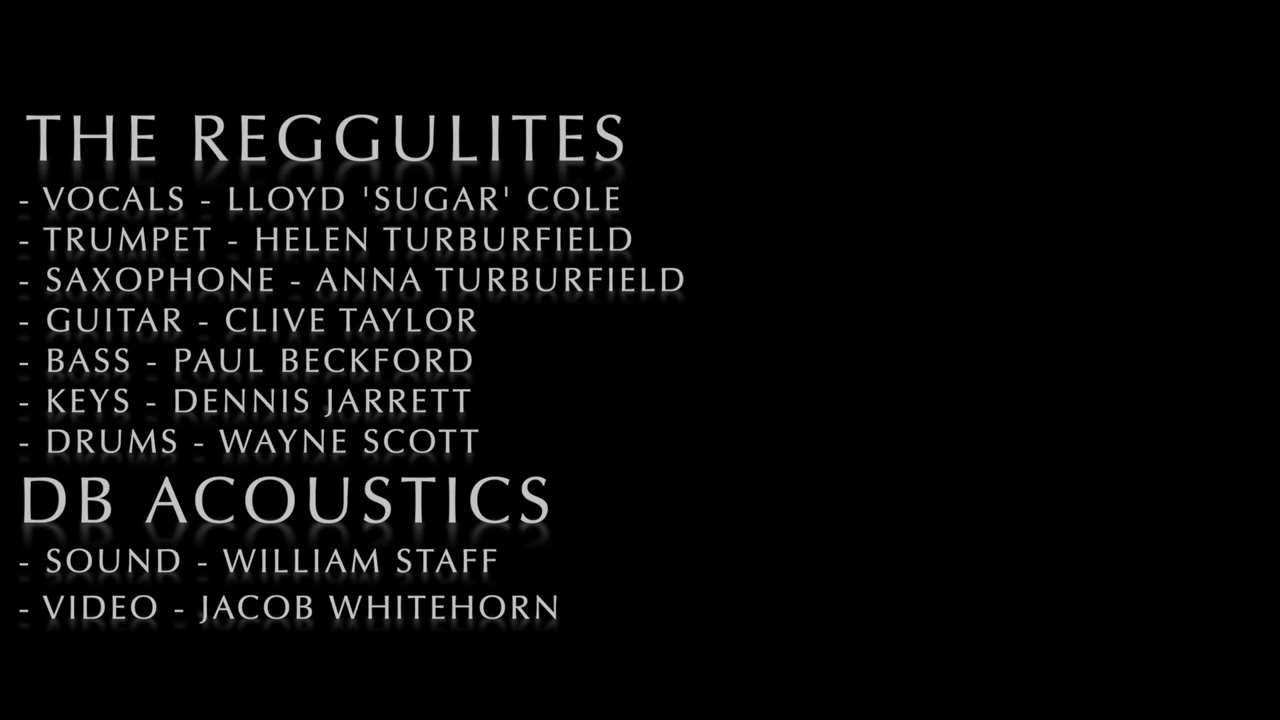 THE REGGULITES
- VOCALS - LLOYD 'SUGAR' COLE
- TRUMPET - HELEN TURBURFIELD
- SAXOPHONE - ANNA TURBURFIELD
- GUITAR - CLIVE TAYLOR
- BASS - PAUL BECKFORD
- KEYS - DENNIS JARRETT
- DRUMS - WAYNE SCOTT
DB ACOUSTICS
- SOUND - WILLIAM STAFF
- VIDEO - JACOB WHITEHORN